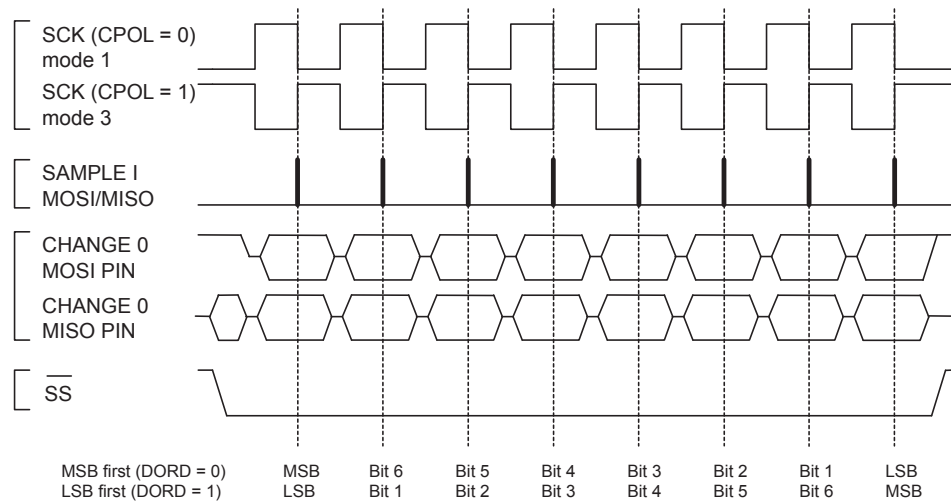 SCK (CPOL = 0)
mode 1
SCK (CPOL = 1)
mode 3
SAMPLE I
MOSI/MISO
CHANGE 0
MOSI PIN
CHANGE 0
MISO PIN
SS
MSB first (DORD = 0) MSB Bit 6 Bit 5 Bit 4 Bit 3 Bit 2 Bit 1 LSB
LSB first (DORD = 1) LSB Bit 1 Bit 2 Bit 3 Bit 4 Bit 5 Bit 6 MSB